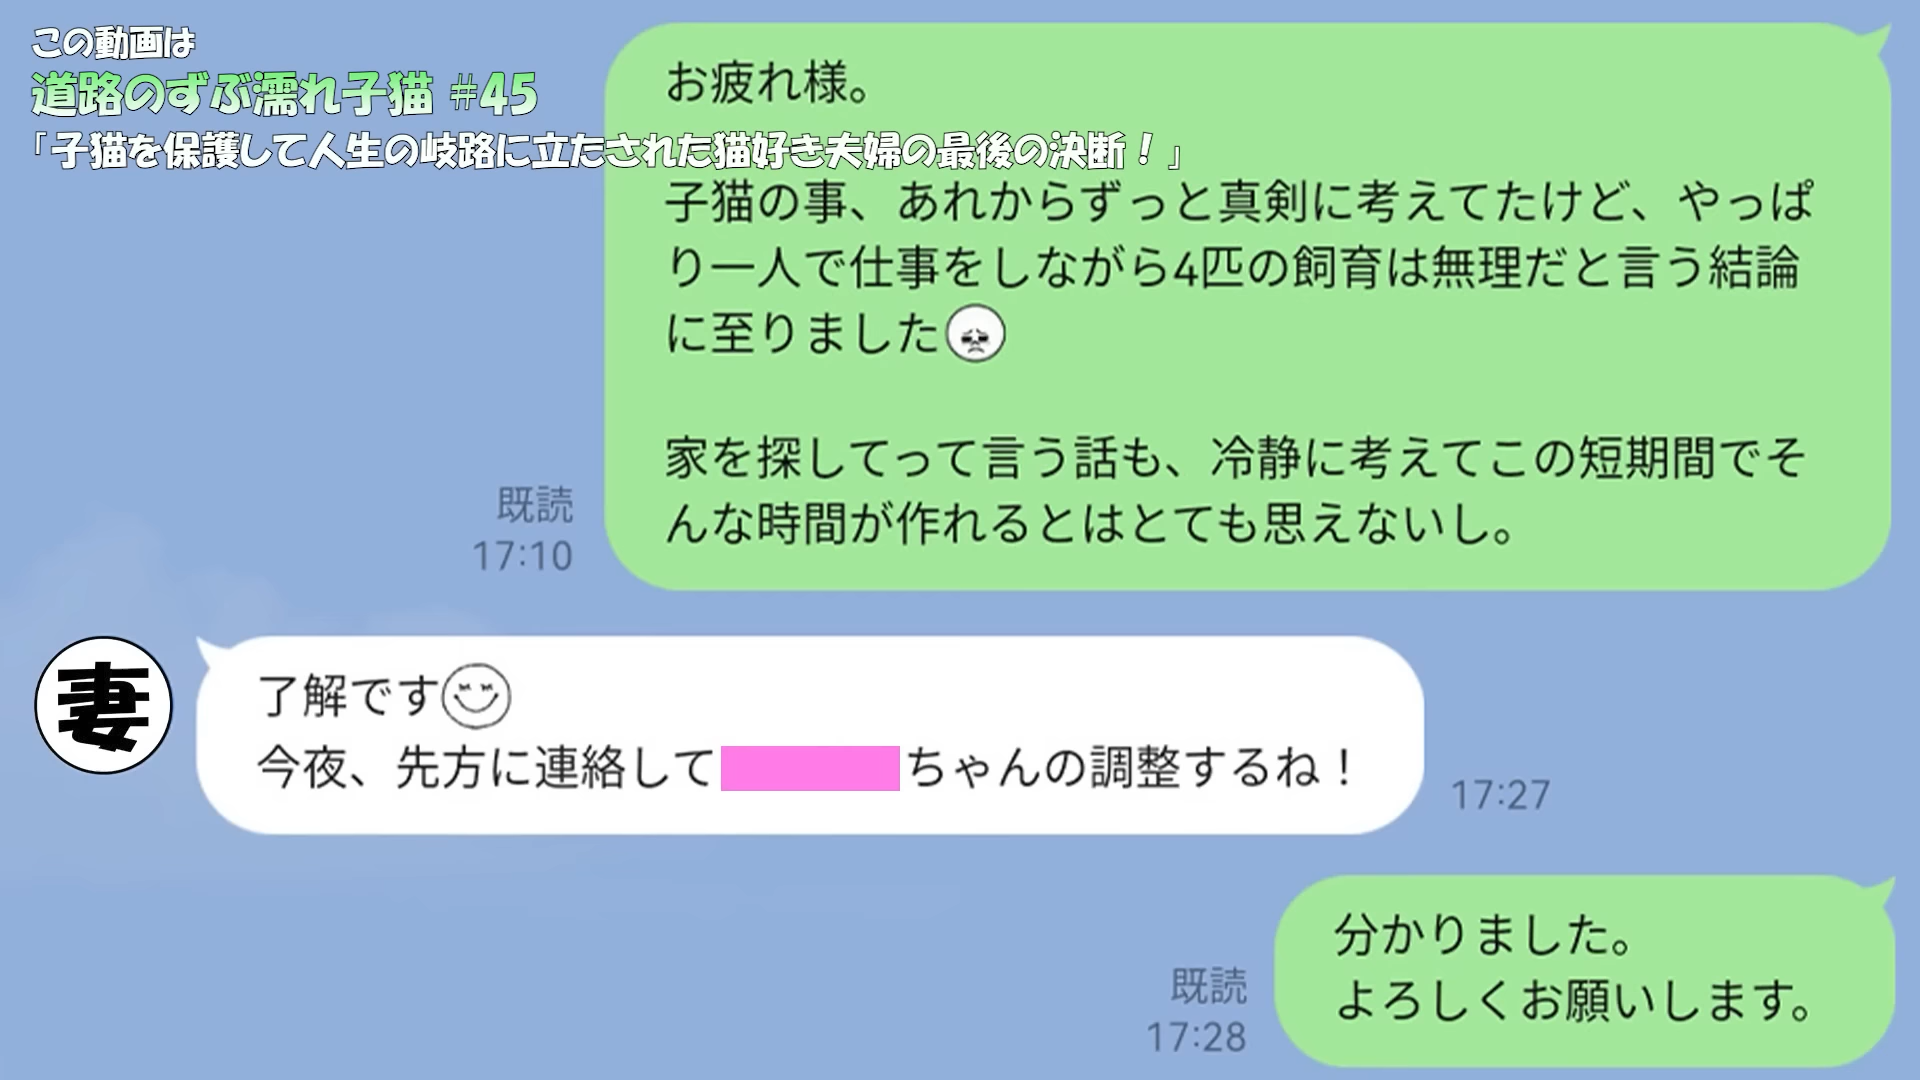 この動画は
道路のずぶ濡れ子猫 #45
「子猫を保護して人生の岐路に立たされた猫好き夫婦の最後の決断！」
お疲れ様。
子猫の事、あれからずっと真剣に考えてたけど、やっぱ
り一人で仕事をしながら4匹の飼育は無理だと言う結論
に至りました
家を探してって言う話も、冷静に考えてこの短期間でそ
んな時間が作れるとはとても思えないし。
既読
17:10
妻
了解です
今夜、先方に連絡して ちゃんの調整するね！
17:27
分かりました。
よろしくお願いします。
既読
17:28